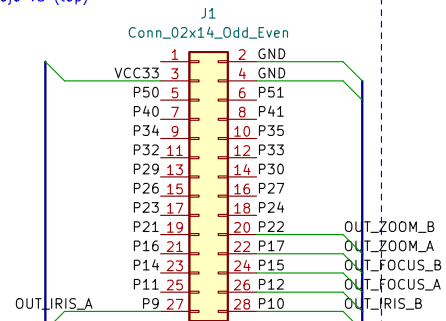 J1
Conn_02x14_Odd_Even
1 2 GND
VCC33 3 4 GND
P50 5 6 P51
P40 7 8 P41
P34 9 10 P35
P32 11 12 P33
P29 13 14 P30
P26 15 16 P27
P23 17 18 P24
P21 19 20 P22 OUT_ZOOM_B
P16 21 22 P17 OUT_ZOOM_A
P14 23 24 P15 OUT_FOCUS_B
P11 25 26 P12 OUT_FOCUS_A
OUT_IRIS_A P9 27 28 P10 OUT_IRIS_B